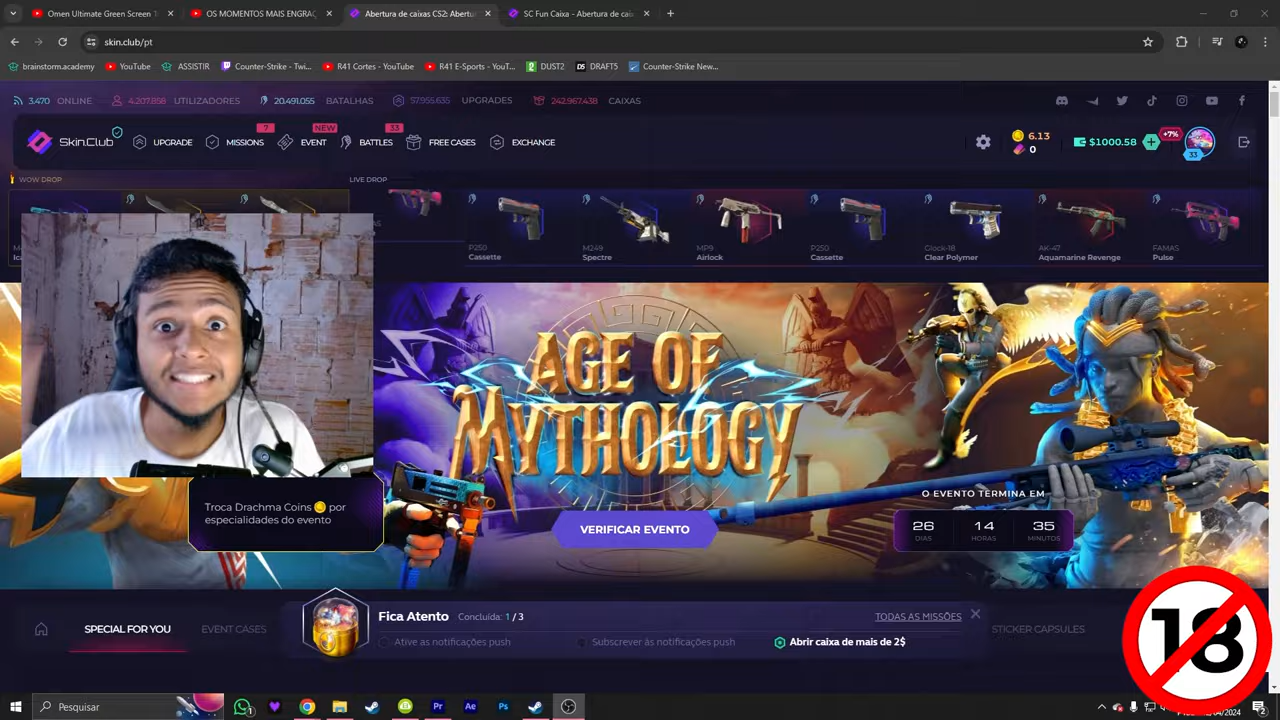 Omen Ultimate Green Screen
OS MOMENTOS MAIS ENGRAÇ
Abertura de caixas CS2: Abertur
SC Fun Caixa - Abertura de cai
skin.club/pt
brainstorm.academy
YouTube
ASSISTIR
Counter-Strike - Twi...
R41 Cortes - YouTube
R41 E-Sports - YouT...
DUST2
DRAFT5
Counter-Strike New...
3.470 ONLINE
4.207.858 UTILIZADORES
20.491.055 BATALHAS
57.955.635 UPGRADES
242.967.438 CAIXAS
7
NEW
33
Skin.Club
UPGRADE
MISSIONS
EVENT
BATTLES
FREE CASE
EXCHANGE
6.13
0
$1000.58
+7%
33
WOW DROP
LIVE DROP
P250
Cassette
M249
Spectre
MP9
Airlock
P250
Cassette
Glock-18
Clear Polymer
AK-47
Aquamarine Revenge
FAMAS
Pulse
AGE OF
MYTHOLOGY
Troca Drachma Coins por
especialidades do evento
VERIFICAR EVENTO
O EVENTO TERMINA EM
26
DIAS
14
HORAS
35
MINUTOS
SPECIAL FOR YOU
EVENT CASES
Fica Atento
Concluída: 1 / 3
TODAS AS MISSÕES
Ative as notificações push
Subscrever às notificações push
Abrir caixa de mais de 2$
STICKER CAPSULES
18
Pesquisar